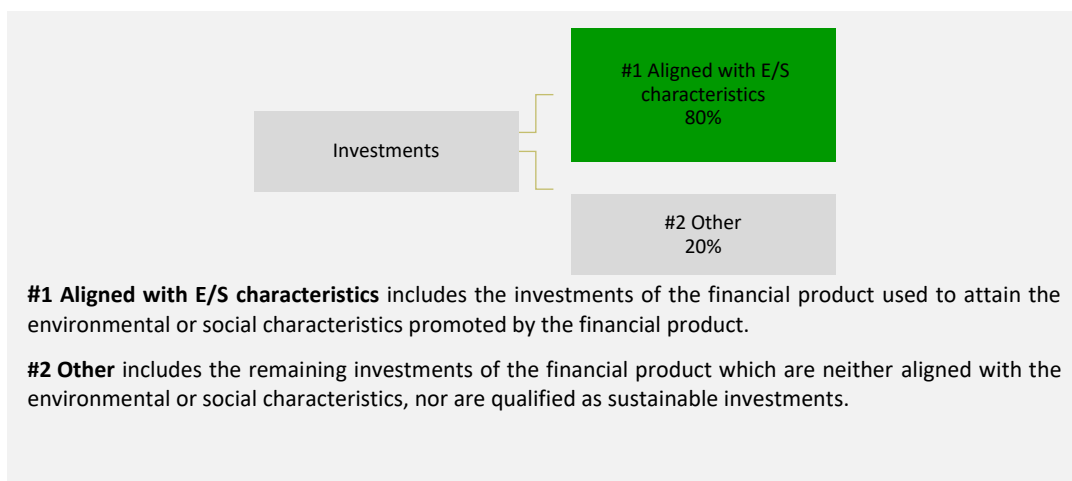 #1 Aligned with E/S
characteristics
80%
Investments
#2 Other
20%
#1 Aligned with E/S characteristics includes the investments of the financial product used to attain the
environmental or social characteristics promoted by the financial product.
#2 Other includes the remaining investments of the financial product which are neither aligned with the
environmental or social characteristics, nor are qualified as sustainable investments.